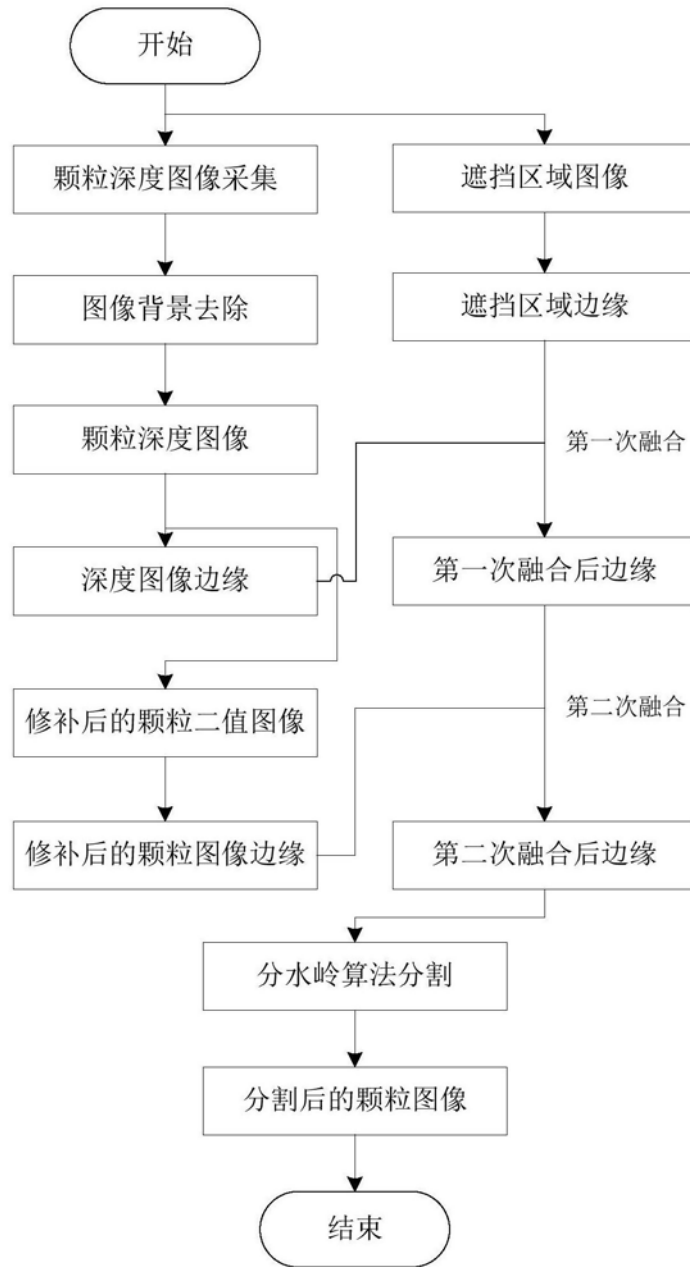 开始
颗粒深度图像采集
遮挡区域图像
图像背景去除
遮挡区域边缘
颗粒深度图像
第一次融合
深度图像边缘
第一次融合后边缘
修补后的颗粒二值图像
第二次融合
修补后的颗粒图像边缘
第二次融合后边缘
分水岭算法分割
分割后的颗粒图像
结束